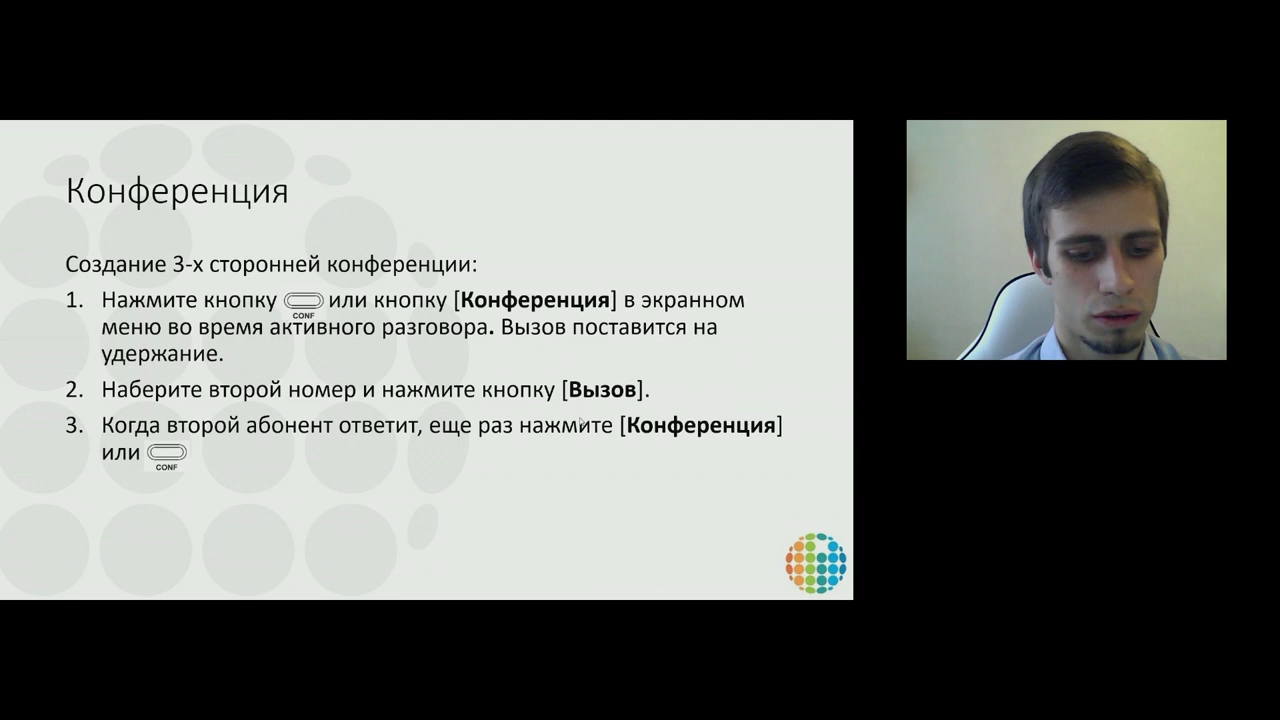 Конференция
Создание 3-х сторонней конференции:
1. Нажмите кнопку CONF или кнопку [Конференция] в экранном
меню во время активного разговора. Вызов поставится на
удержание.
2. Наберите второй номер и нажмите кнопку [Вызов].
3. Когда второй абонент ответит, еще раз нажмите [Конференция]
или CONF